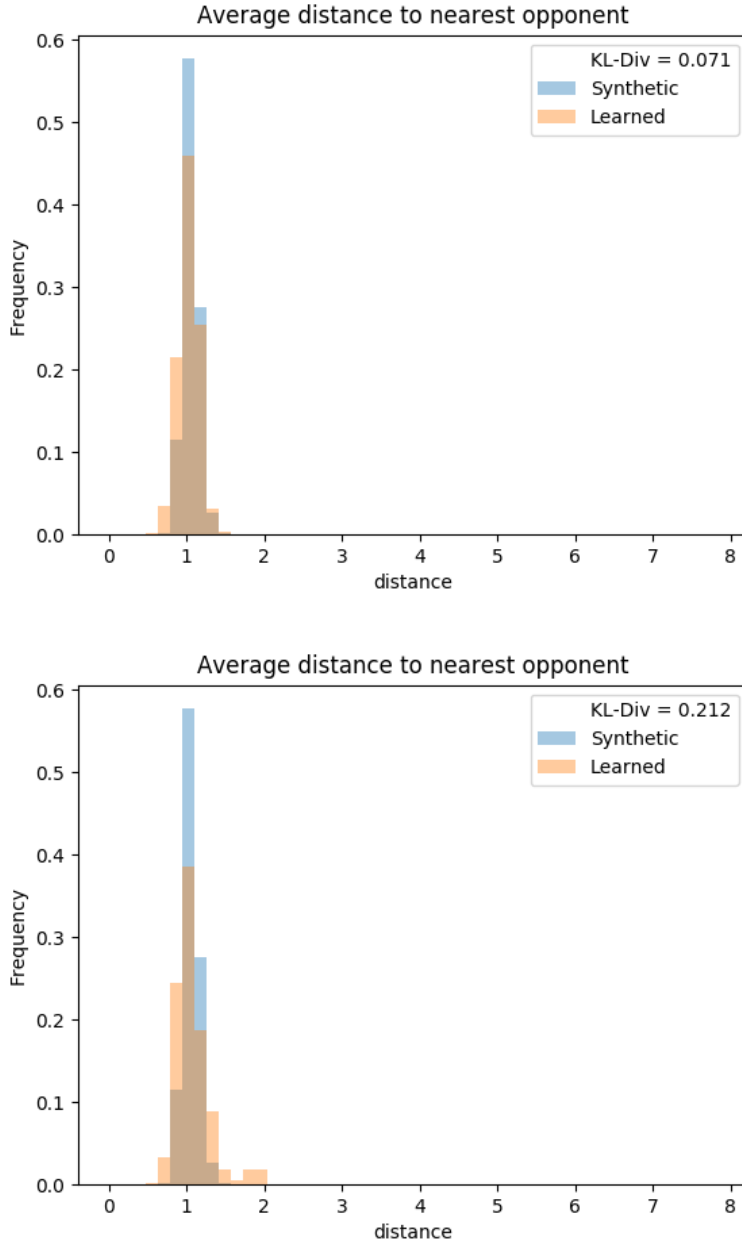 Average distance to nearest opponent
KL-Div = 0.071
Synthetic
Learned
0.6
0.5
0.4
0.3
0.2
0.1
0.0
Frequency
0 1 2 3 4 5 6 7 8
distance
Average distance to nearest opponent
KL-Div = 0.212
Synthetic
Learned
0.6
0.5
0.4
0.3
0.2
0.1
0.0
Frequency
0 1 2 3 4 5 6 7 8
distance